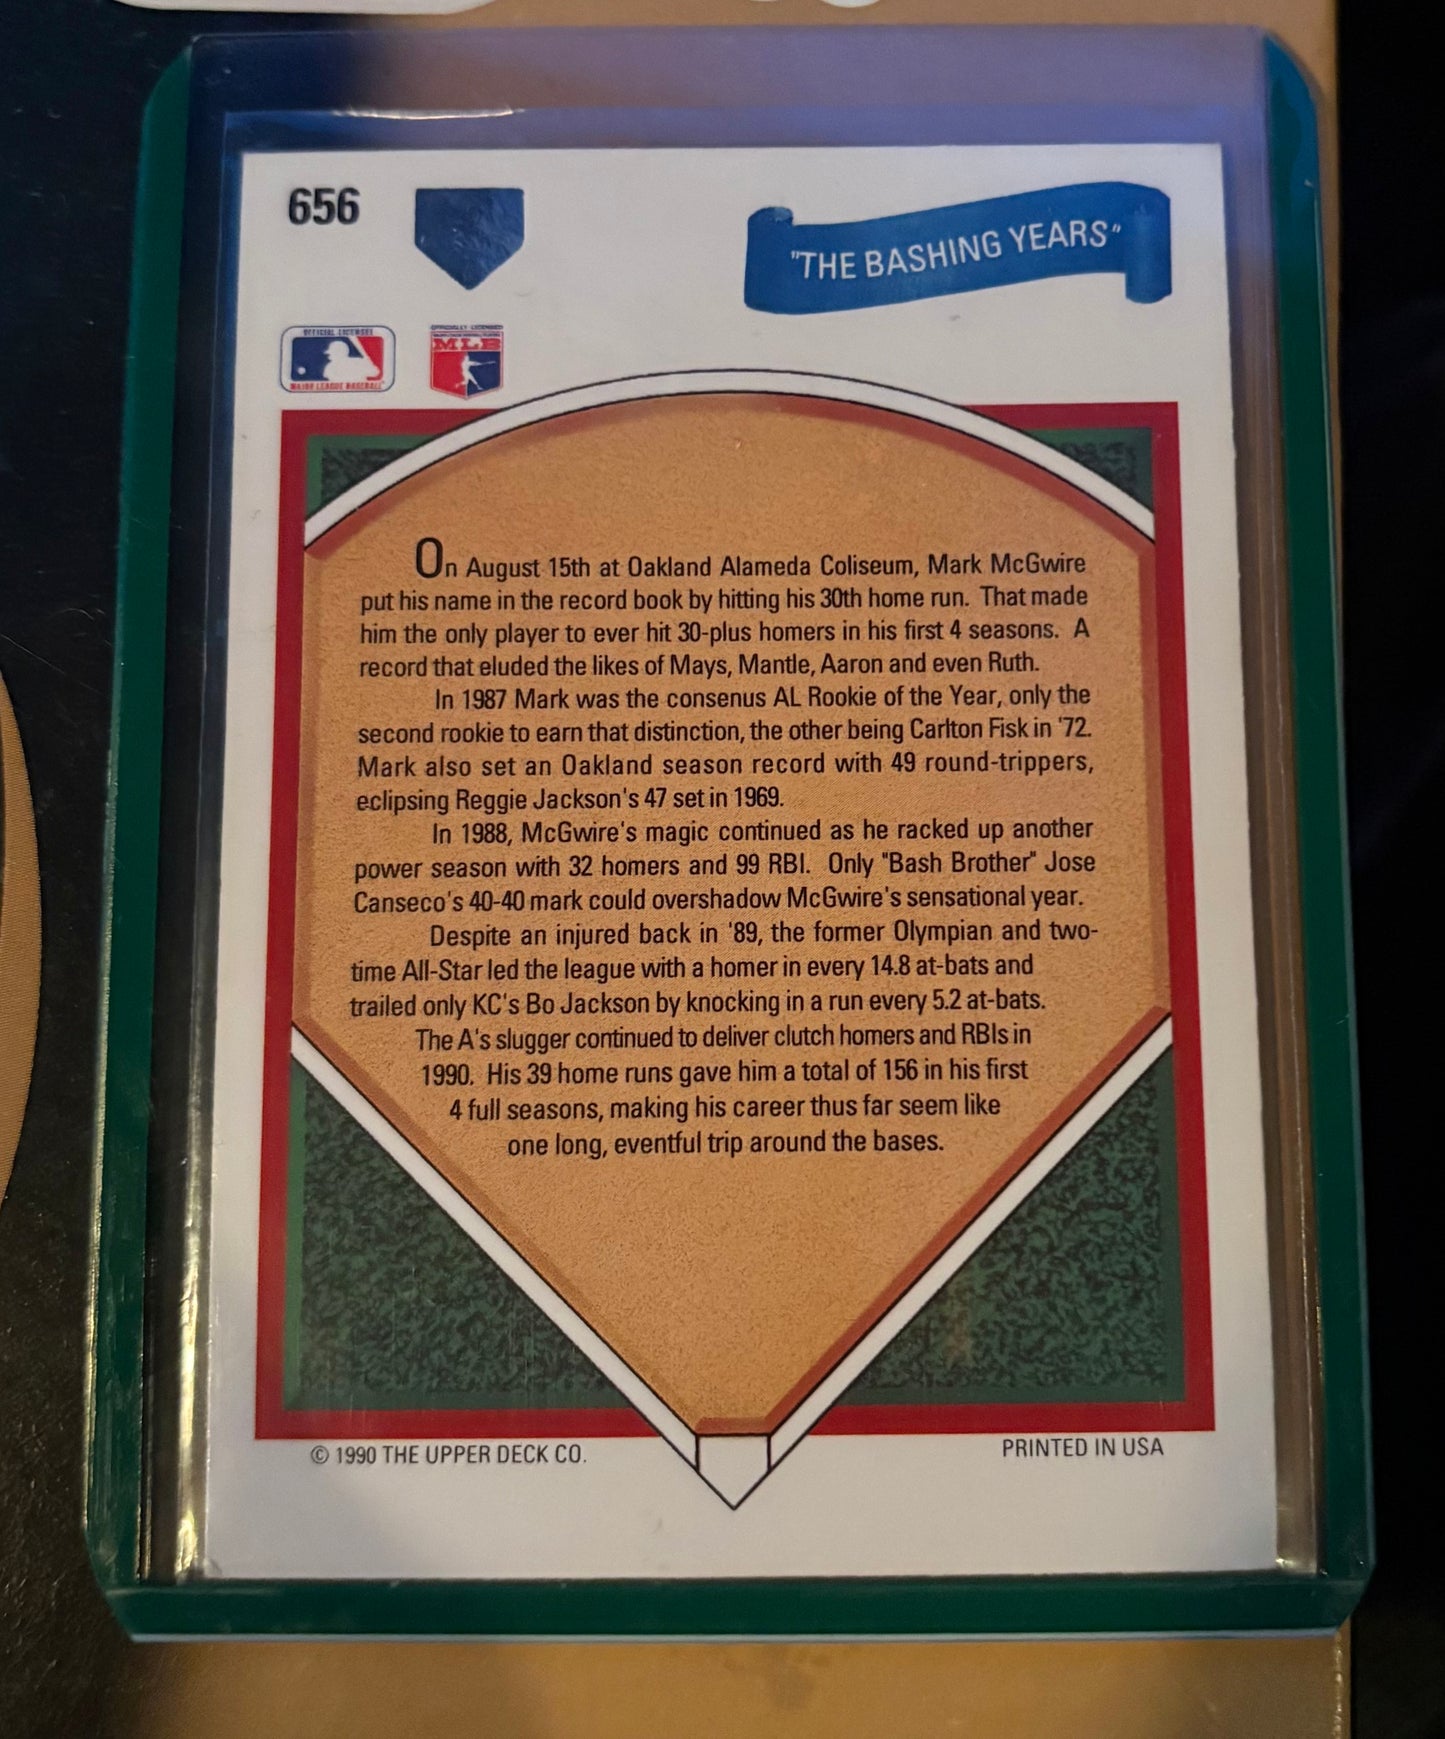 656
"THE BASHING YEARS"
OFFICIAL LICENSEE
MAJOR LEAGUE BASEBALL
OFFICIALLY LICENSED
MLB
On August 15th at Oakland Alameda Coliseum, Mark McGwire
put his name in the record book by hitting his 30th home run. That made
him the only player to ever hit 30-plus homers in his first 4 seasons. A
record that eluded the likes of Mays, Mantle, Aaron and even Ruth.
In 1987 Mark was the consenus AL Rookie of the Year, only the
second rookie to earn that distinction, the other being Carlton Fisk in '72.
Mark also set an Oakland season record with 49 round-trippers,
eclipsing Reggie Jackson's 47 set in 1969.
In 1988, McGwire's magic continued as he racked up another
power season with 32 homers and 99 RBI. Only "Bash Brother" Jose
Canseco's 40-40 mark could overshadow McGwire's sensational year.
Despite an injured back in '89, the former Olympian and two-
time All-Star led the league with a homer in every 14.8 at-bats and
trailed only KC's Bo Jackson by knocking in a run every 5.2 at-bats.
The A's slugger continued to deliver clutch homers and RBIs in
1990. His 39 home runs gave him a total of 156 in his first
4 full seasons, making his career thus far seem like
one long, eventful trip around the bases.
© 1990 THE UPPER DECK CO.
PRINTED IN USA